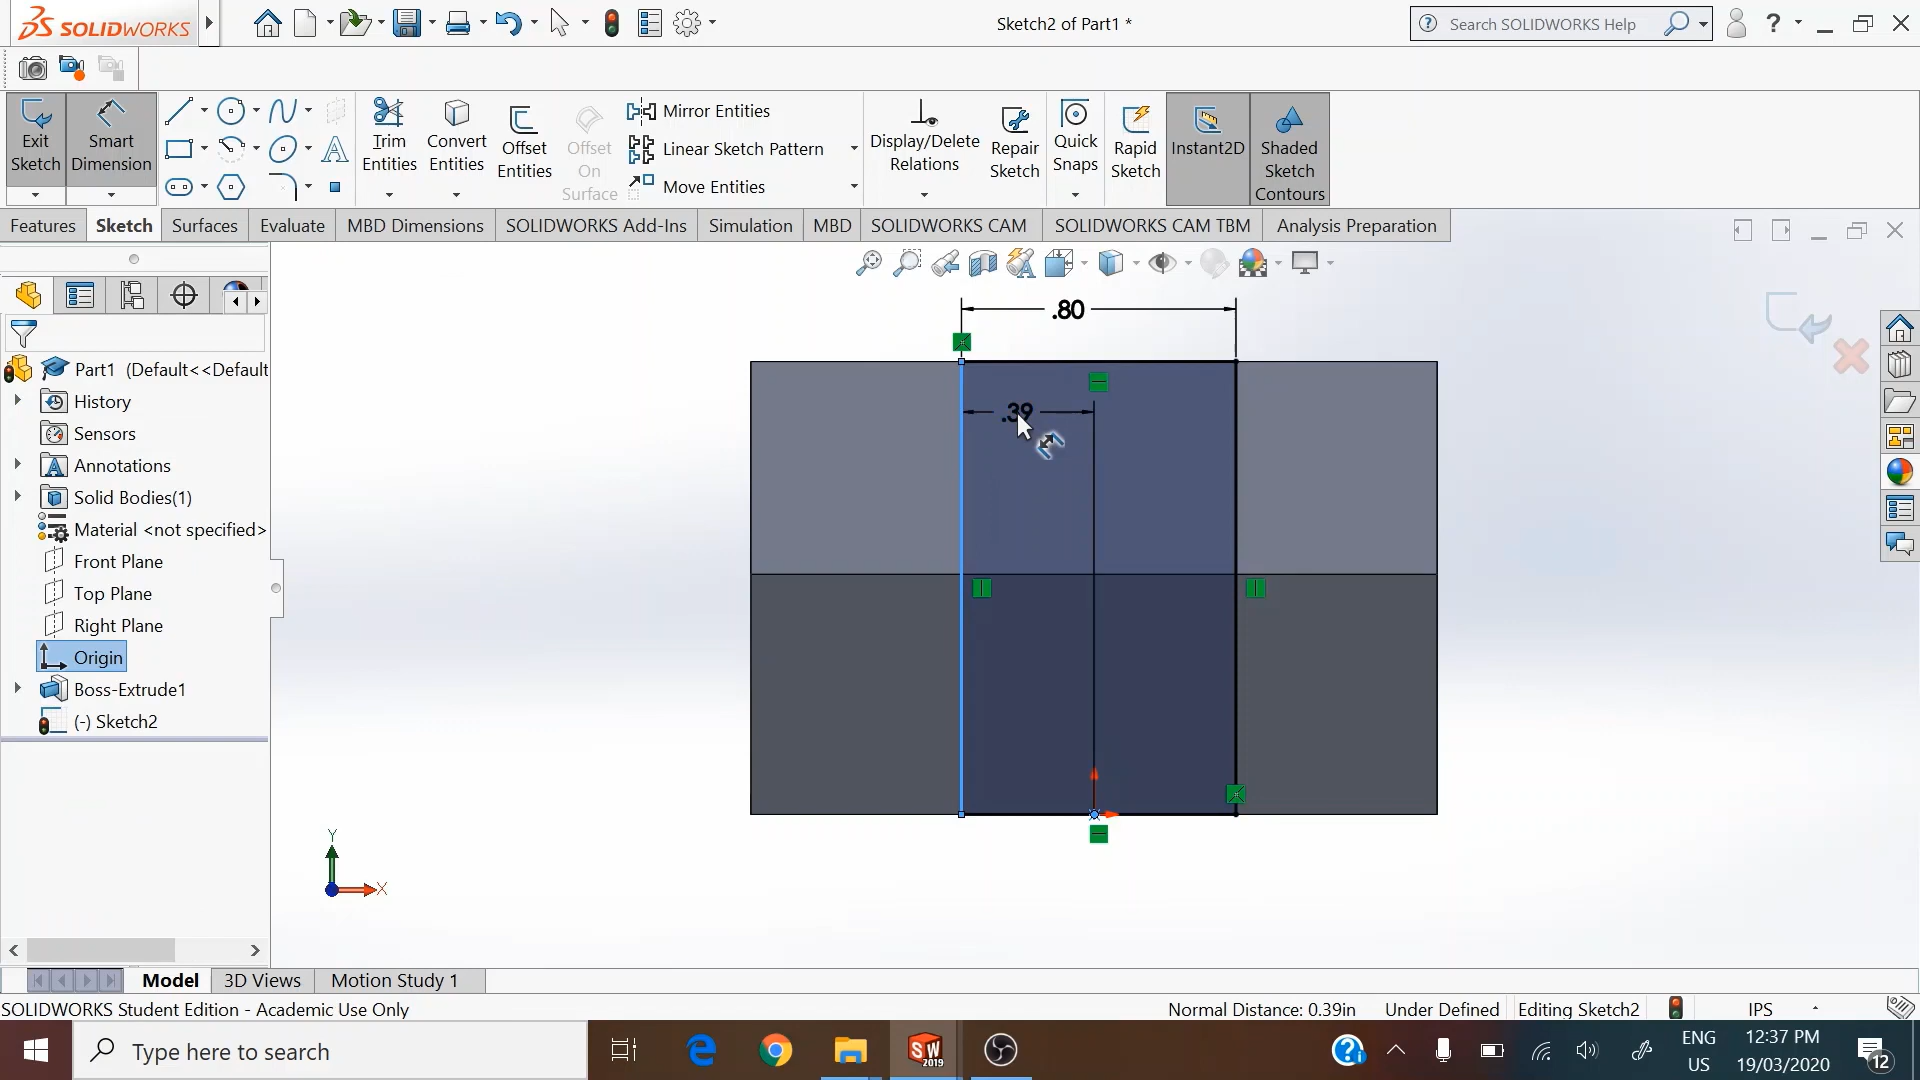 SOLIDWORKS
Sketch2 of Part1 *
Search SOLIDWORKS Help
Exit Sketch
Smart Dimension
Trim Entities
Convert Entities
Offset Entities
Offset On Surface
Mirror Entities
Linear Sketch Pattern
Move Entities
Display/Delete Relations
Repair Sketch
Quick Snaps
Rapid Sketch
Instant2D
Shaded Sketch Contours
Features
Sketch
Surfaces
Evaluate
MBD Dimensions
SOLIDWORKS Add-Ins
Simulation
MBD
SOLIDWORKS CAM
SOLIDWORKS CAM TBM
Analysis Preparation
Part1 (Default<<Default
History
Sensors
Annotations
Solid Bodies(1)
Material <not specified>
Front Plane
Top Plane
Right Plane
Origin
Boss-Extrude1
(-) Sketch2
.80
.39
Y
X
Model
3D Views
Motion Study 1
SOLIDWORKS Student Edition - Academic Use Only
Normal Distance: 0.39in
Under Defined
Editing Sketch2
IPS
Type here to search
SW
2019
ENG
US
12:37 PM
19/03/2020
12